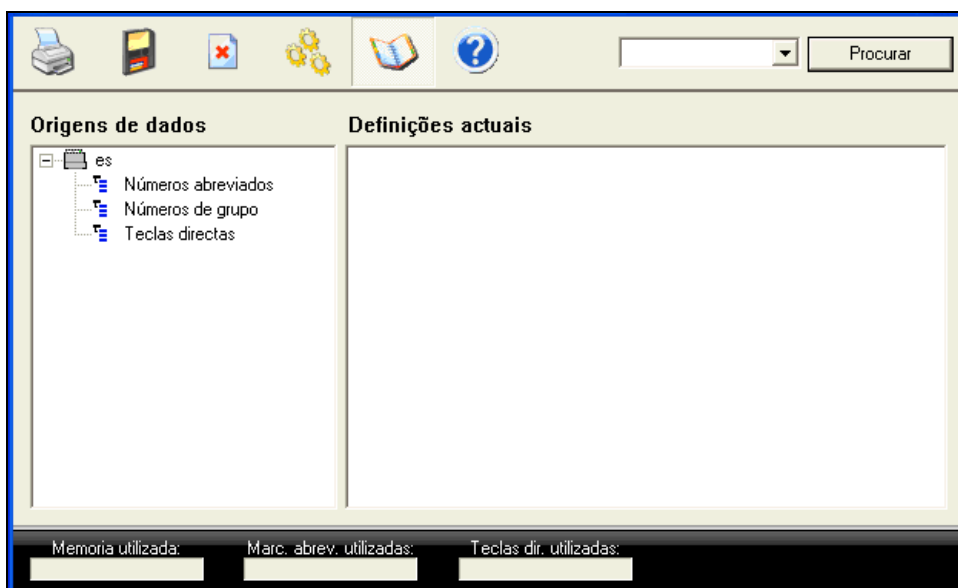 Procurar
Origens de dados
Definições actuais
es
Números abreviados
Números de grupo
Teclas directas
Memoria utilizada:
Marc. abrev. utilizadas:
Teclas dir. utilizadas: